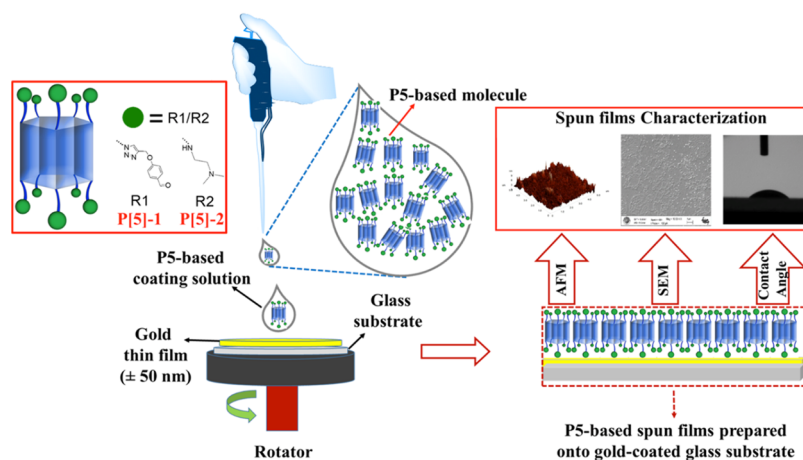 = R1/R2
N
N=N
O
O
HN
N
R1
R2
P[5]-1
P[5]-2
P5-based molecule
P5-based
coating solution
Gold
thin film
(± 50 nm)
Glass
substrate
Rotator
Spun films Characterization
AFM
SEM
Contact
Angle
P5-based spun films prepared
onto gold-coated glass substrate